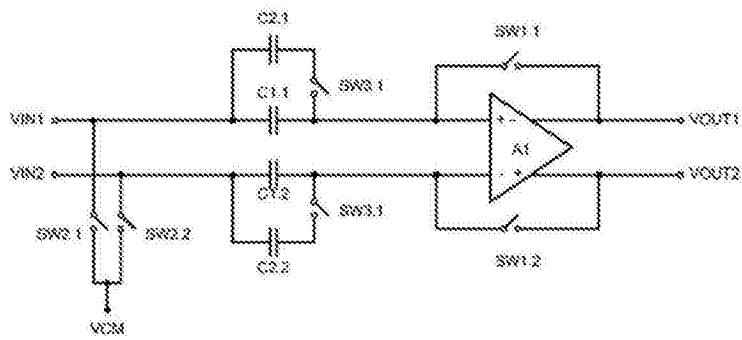 C2.1
SW1.1
SW3.1
C1.1
VIN1
VOUT1
+ -
A1
VIN2
- +
VOUT2
C1.2
SW3.1
SW2.1
SW2.2
C2.2
SW1.2
VCM